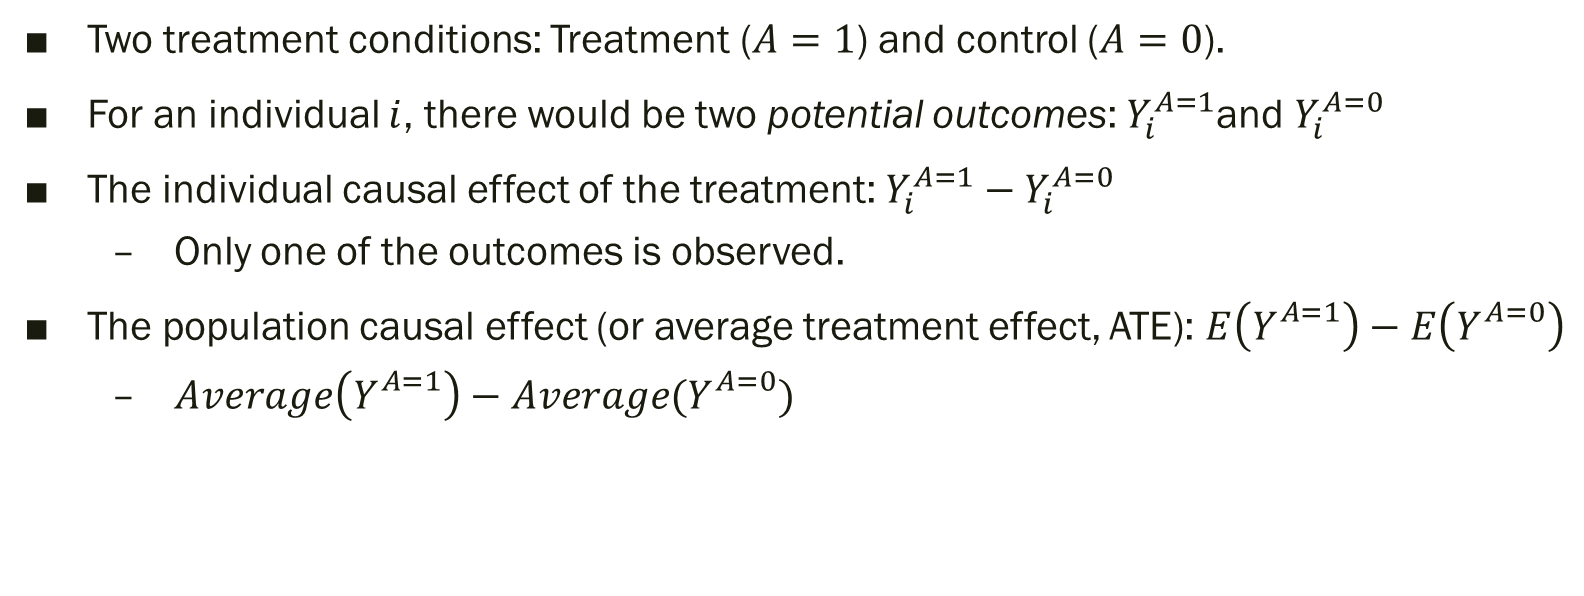 ▪ Two treatment conditions: Treatment (𝐴 = 1) and control (𝐴 = 0).
▪ For an individual 𝑖, there would be two potential outcomes: $Y_i^{A=1}$ and $Y_i^{A=0}$
▪ The individual causal effect of the treatment: $Y_i^{A=1} - Y_i^{A=0}$
– Only one of the outcomes is observed.
▪ The population causal effect (or average treatment effect, ATE): $E(Y^{A=1}) - E(Y^{A=0})$
– $Average(Y^{A=1}) - Average(Y^{A=0})$